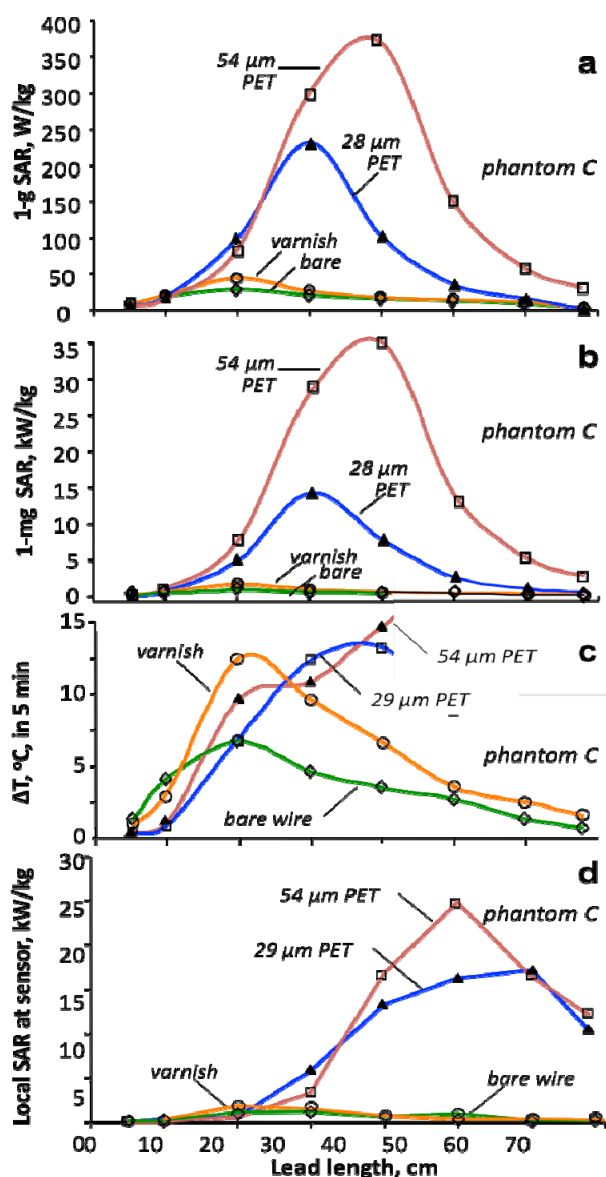 400
350
300
250
200
150
100
50
0
1-g SAR, W/kg
a
54 µm
PET
28 µm
PET
phantom C
varnish
bare
35
30
25
20
15
10
5
0
1-mg SAR, kW/kg
b
54 µm
PET
phantom C
28 µm
PET
varnish
bare
15
10
5
0
ΔT, ºC, in 5 min
c
varnish
54 µm PET
29 µm PET
phantom C
bare wire
30
25
20
15
10
5
0
Local SAR at sensor, kW/kg
d
54 µm PET
phantom C
29 µm PET
varnish
bare wire
0 10 20 30 40 50 60 70
Lead length, cm